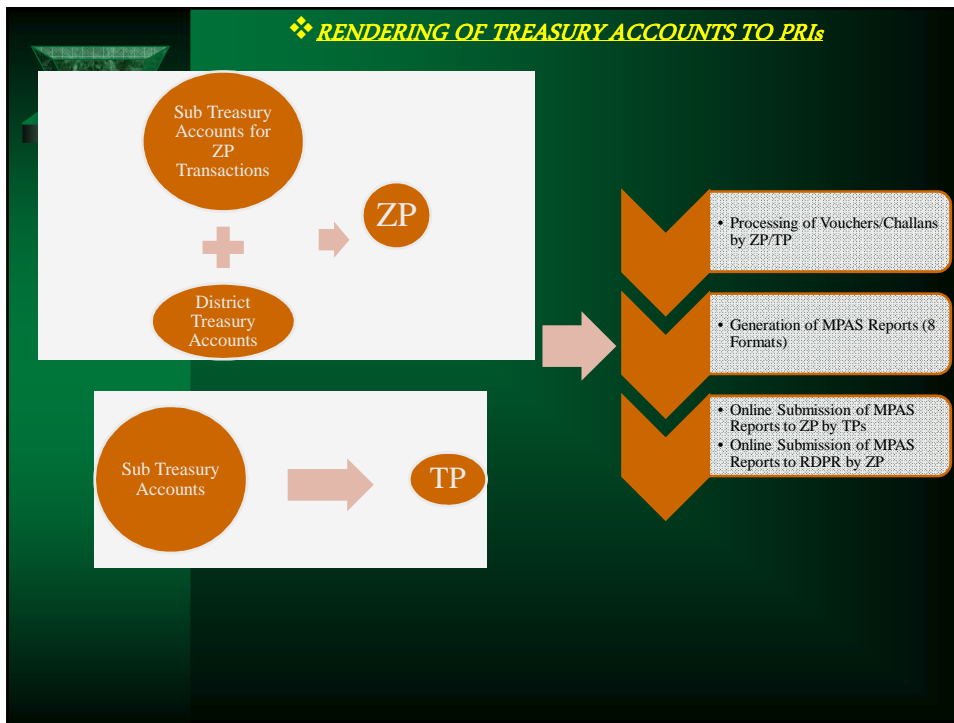 ❖ RENDERING OF TREASURY ACCOUNTS TO PRIs
Sub Treasury
Accounts for
ZP
Transactions
ZP
District
Treasury
Accounts
Sub Treasury
Accounts
TP
• Processing of Vouchers/Challans
by ZP/TP
• Generation of MPAS Reports (8
Formats)
• Online Submission of MPAS
Reports to ZP by TPs
• Online Submission of MPAS
Reports to RDPR by ZP